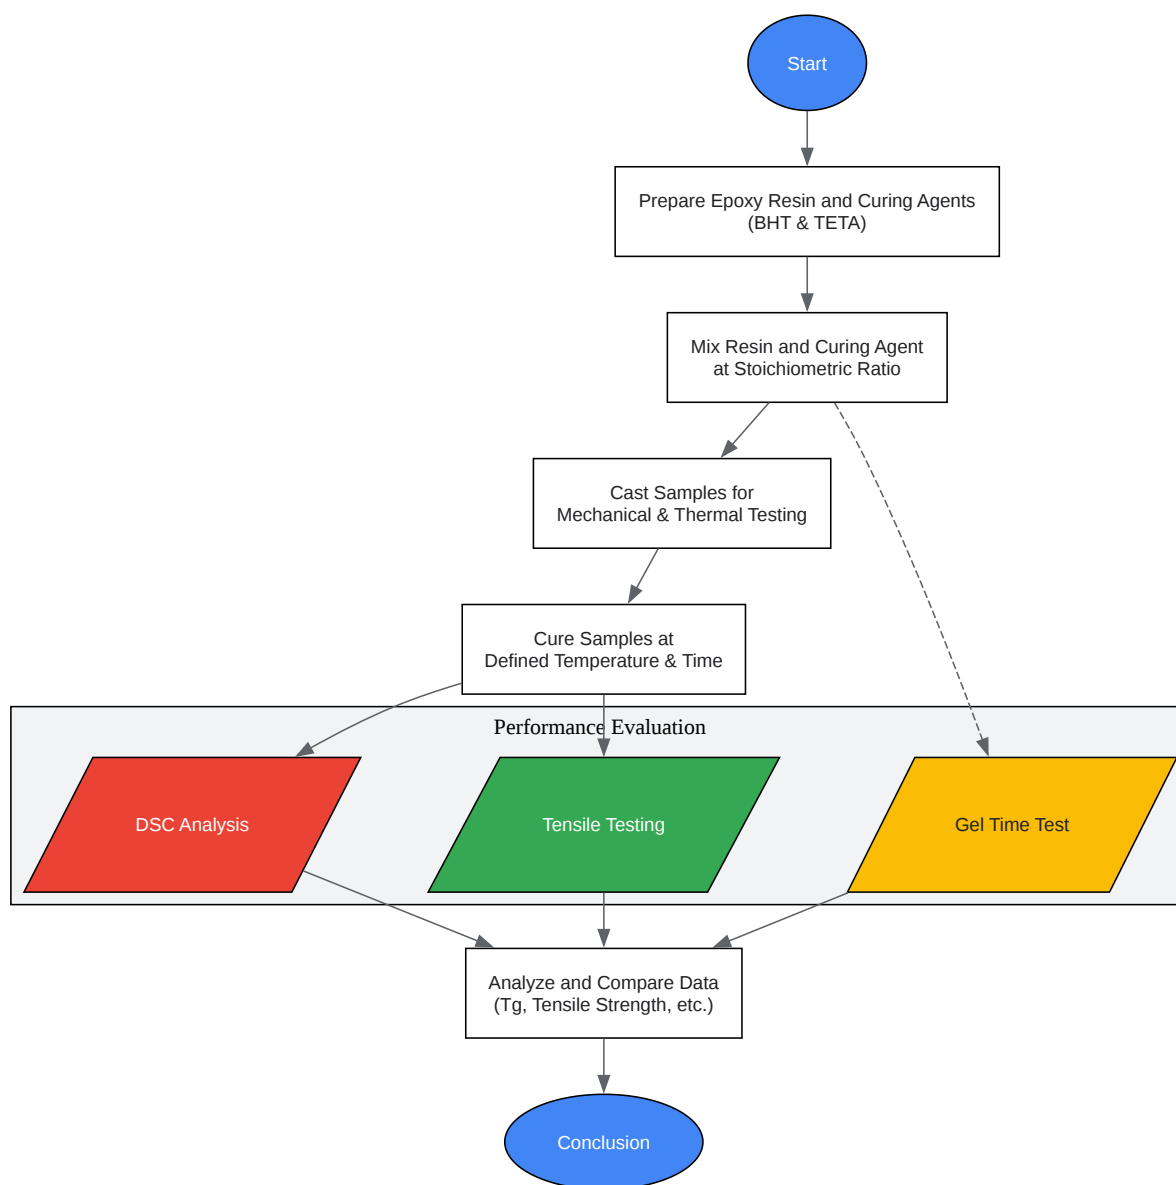 Start
Prepare Epoxy Resin and Curing Agents
(BHT & TETA)
Mix Resin and Curing Agent
at Stoichiometric Ratio
Cast Samples for
Mechanical & Thermal Testing
Cure Samples at
Defined Temperature & Time
Performance Evaluation
DSC Analysis
Tensile Testing
Gel Time Test
Analyze and Compare Data
(Tg, Tensile Strength, etc.)
Conclusion